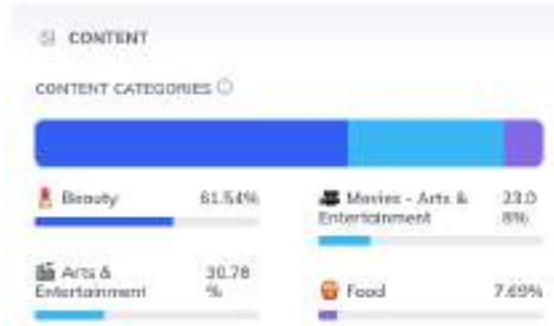 CONTENT
CONTENT CATEGORIES
Beauty 61.54%
Movies - Arts & 23.0
Entertainment 8%
Arts & 30.78
Entertainment %
Food 7.69%